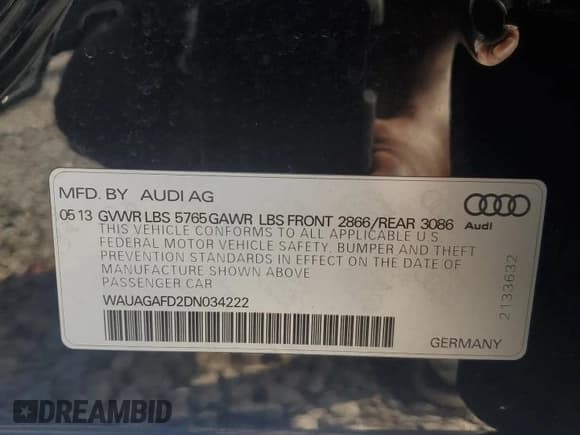 MFD. BY AUDI AG
05 13 GVWR LBS 5765 GAWR LBS FRONT 2866/REAR 3086
THIS VEHICLE CONFORMS TO ALL APPLICABLE U.S
FEDERAL MOTOR VEHICLE SAFETY, BUMPER AND THEFT
PREVENTION STANDARDS IN EFFECT ON THE DATE OF
MANUFACTURE SHOWN ABOVE
PASSENGER CAR
WAUAGAFD2DN034222
Audi
2133632
GERMANY
DREAMBID